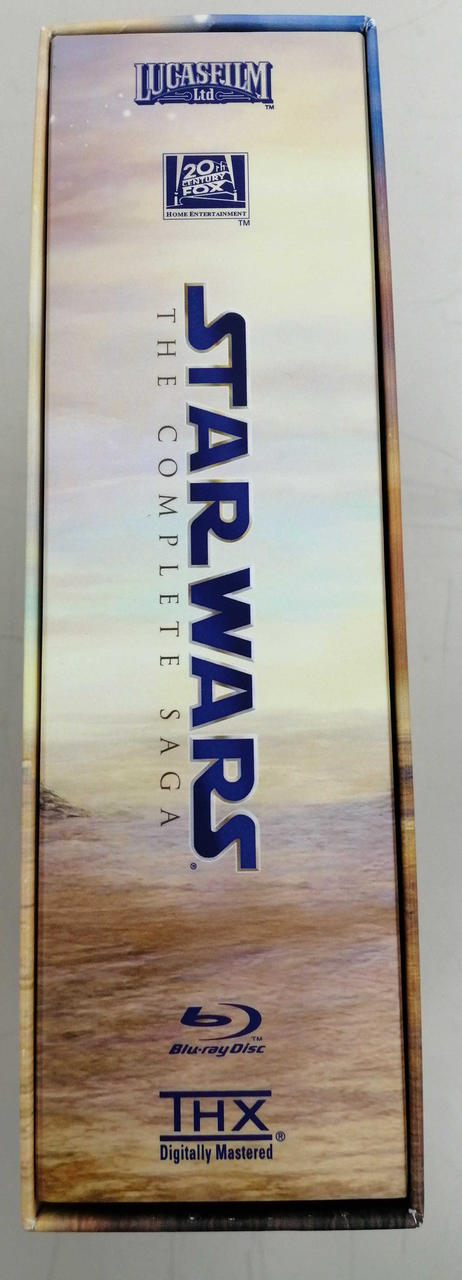 LUCASFILM
Ltd
TM
20th
CENTURY
FOX
HOME ENTERTAINMENT
TM
STAR WARS®
THE COMPLETE SAGA
TM
Blu-ray Disc
THX
Digitally Mastered®